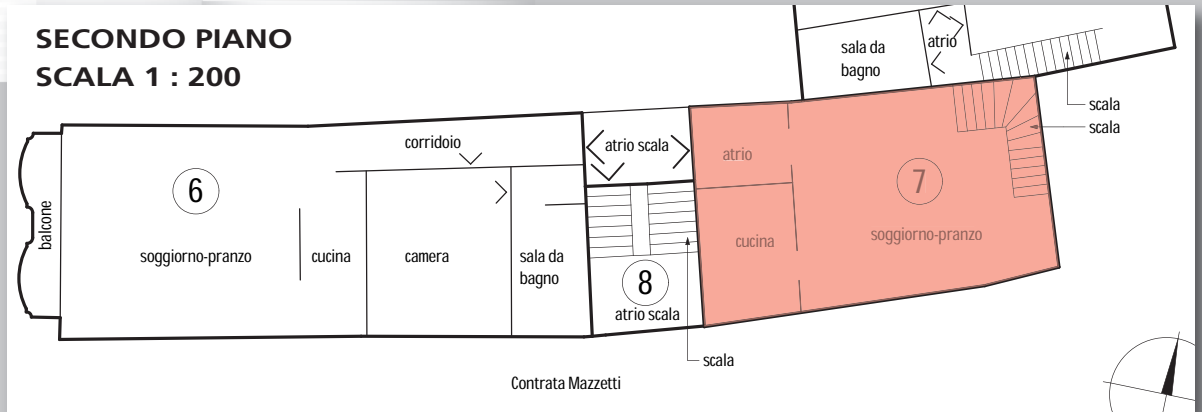 SECONDO PIANO
SCALA 1 : 200
sala da
bagno
atrio
scala
scala
corridoio
atrio scala
atrio
6
7
balcone
soggiorno-pranzo
cucina
camera
sala da
bagno
8
atrio scala
cucina
soggiorno-pranzo
scala
Contrata Mazzetti